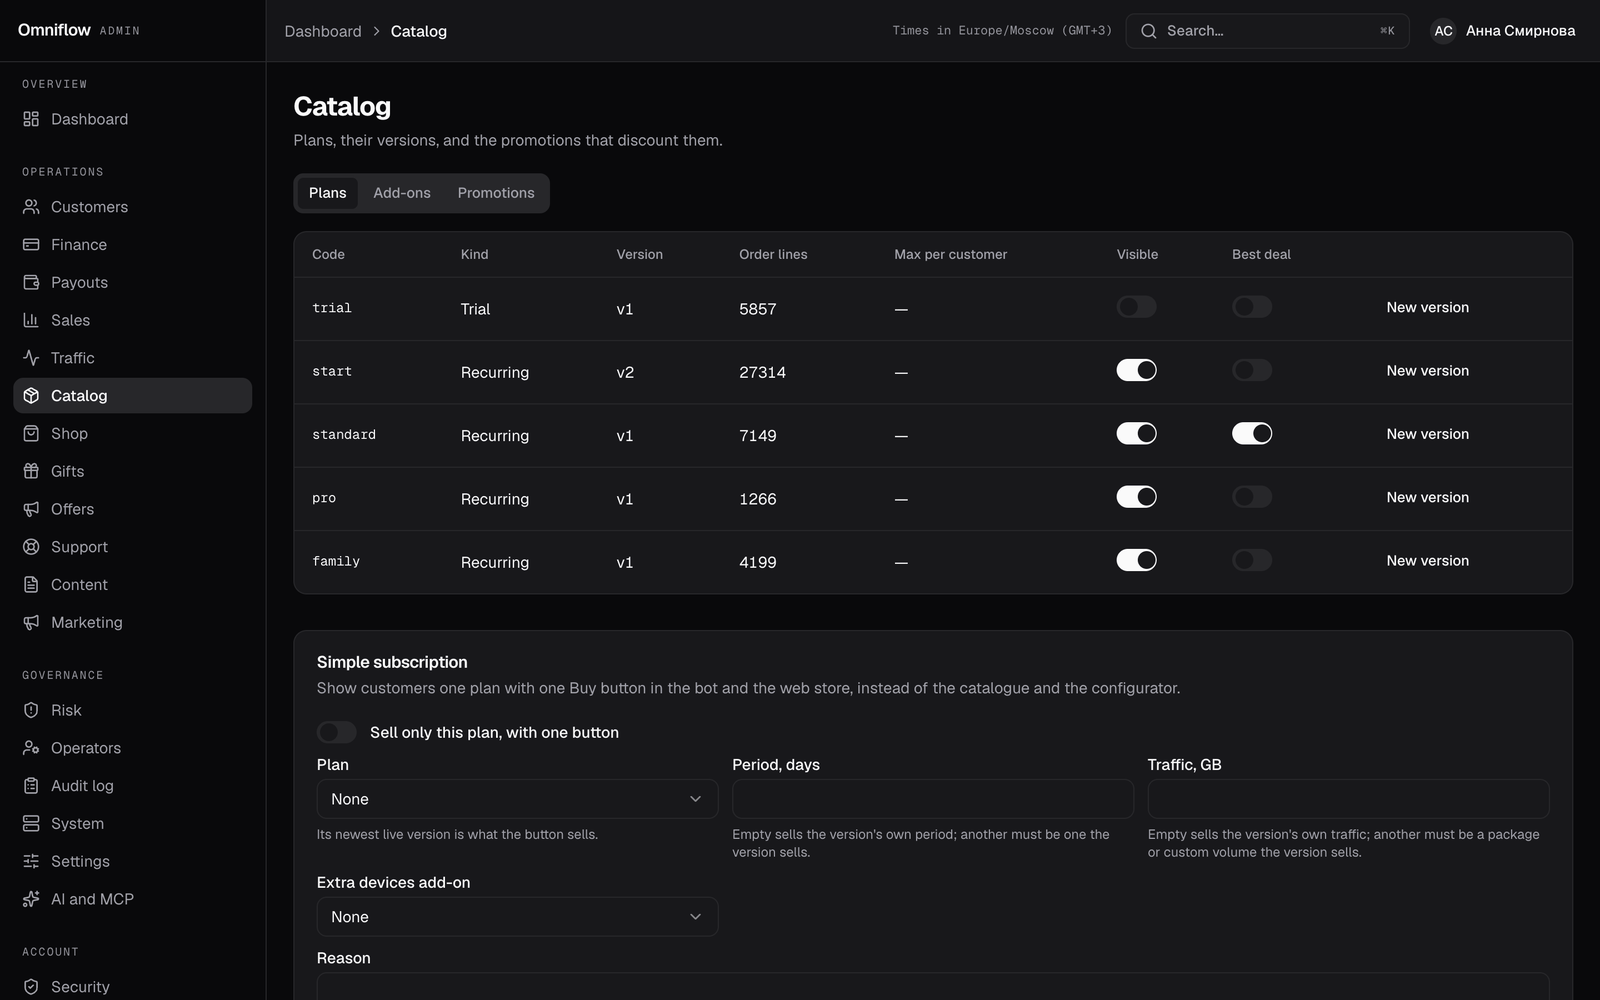 Omniflow ADMIN
Dashboard > Catalog
Times in Europe/Moscow (GMT+3)
Search...
⌘K
AC
Анна Смирнова
OVERVIEW
Dashboard
OPERATIONS
Customers
Finance
Payouts
Sales
Traffic
Catalog
Shop
Gifts
Offers
Support
Content
Marketing
GOVERNANCE
Risk
Operators
Audit log
System
Settings
AI and MCP
ACCOUNT
Security
Catalog
Plans, their versions, and the promotions that discount them.
Plans Add-ons Promotions
Code Kind Version Order lines Max per customer Visible Best deal
trial Trial v1 5857 — New version
start Recurring v2 27314 — New version
standard Recurring v1 7149 — New version
pro Recurring v1 1266 — New version
family Recurring v1 4199 — New version
Simple subscription
Show customers one plan with one Buy button in the bot and the web store, instead of the catalogue and the configurator.
Sell only this plan, with one button
Plan
None
Its newest live version is what the button sells.
Period, days
Empty sells the version's own period; another must be one the
version sells.
Traffic, GB
Empty sells the version's own traffic; another must be a package
or custom volume the version sells.
Extra devices add-on
None
Reason